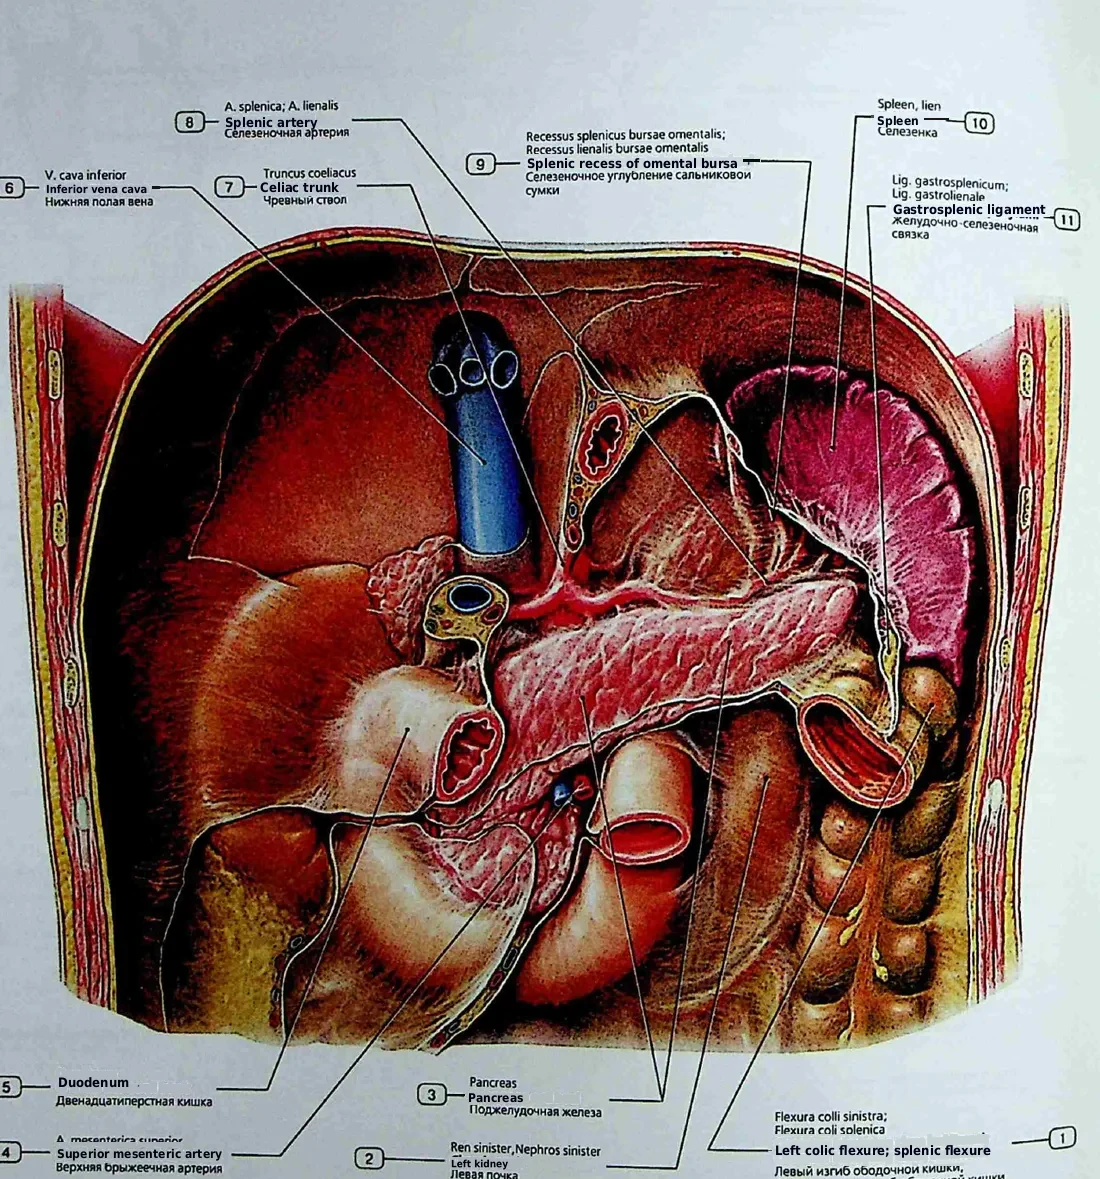 8
A. splenica; A. lienalis
Splenic artery
Селезеночная артерия
Spleen, lien
Spleen
Селезенка
10
9
Recessus splenicus bursae omentalis;
Recessus lienalis bursae omentalis
Splenic recess of omental bursa
Селезеночное углубление сальниковой
сумки
6
V. cava inferior
Inferior vena cava
Нижняя полая вена
7
Truncus coeliacus
Celiac trunk
Чревный ствол
Lig. gastrosplenicum;
Lig. gastrolienale
Gastrosplenic ligament
Желудочно-селезеночная
связка
11
5
Duodenum
Двенадцатиперстная кишка
4
A. mesenterica superior
Superior mesenteric artery
Верхняя брыжеечная артерия
3
Pancreas
Pancreas
Поджелудочная железа
2
Ren sinister, Nephros sinister
Left kidney
Левая почка
Flexura colli sinistra;
Flexura coli splenica
Left colic flexure; splenic flexure
Левый изгиб ободочной кишки,
1